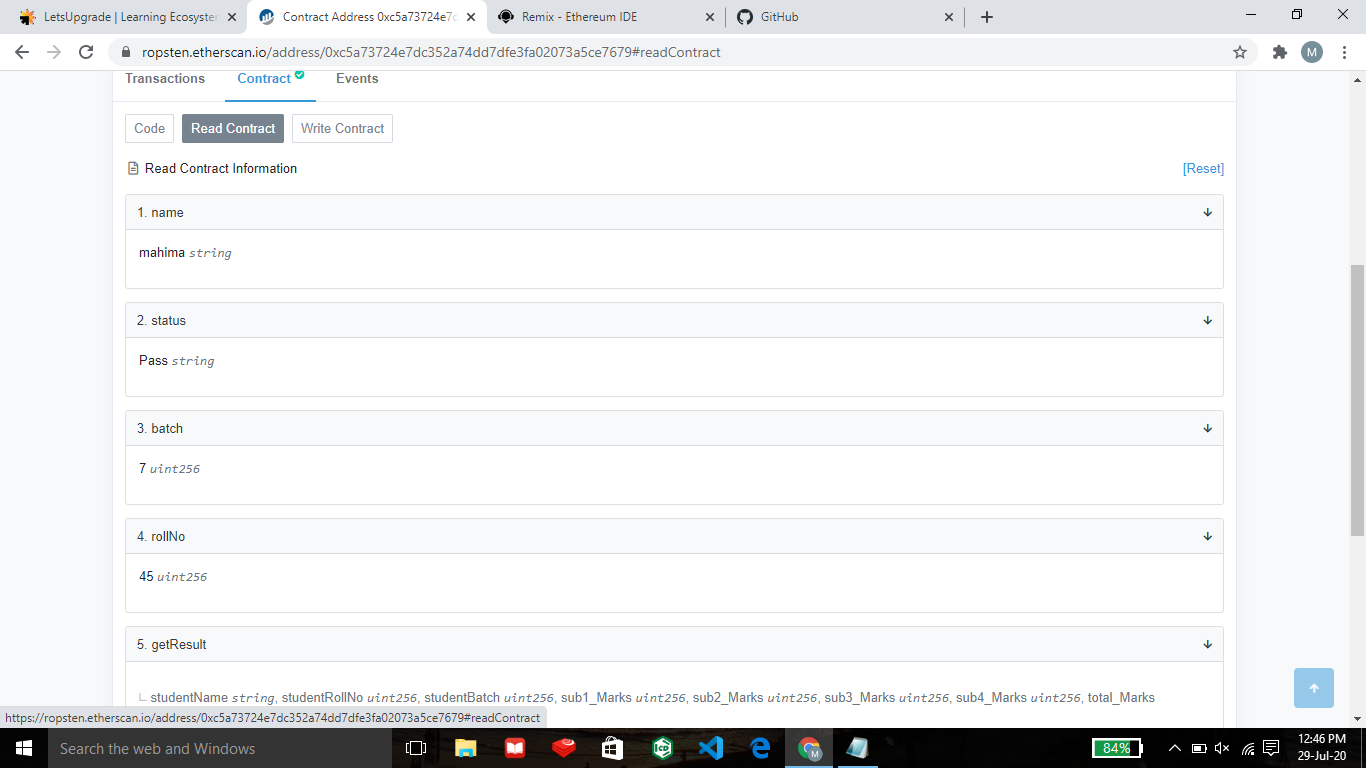 LetsUpgrade | Learning Ecosyster
Contract Address 0xc5a73724e7c
Remix - Ethereum IDE
GitHub
ropsten.etherscan.io/address/0xc5a73724e7dc352a74dd7dfe3fa02073a5ce7679#readContract
M
Transactions Contract Events
Code Read Contract Write Contract
Read Contract Information [Reset]
1. name
mahima string
2. status
Pass string
3. batch
7 uint256
4. rollNo
45 uint256
5. getResult
studentName string, studentRollNo uint256, studentBatch uint256, sub1_Marks uint256, sub2_Marks uint256, sub3_Marks uint256, sub4_Marks uint256, total_Marks
https://ropsten.etherscan.io/address/0xc5a73724e7dc352a74dd7dfe3fa02073a5ce7679#readContract
Search the web and Windows
M
84%
12:46 PM
29-Jul-20